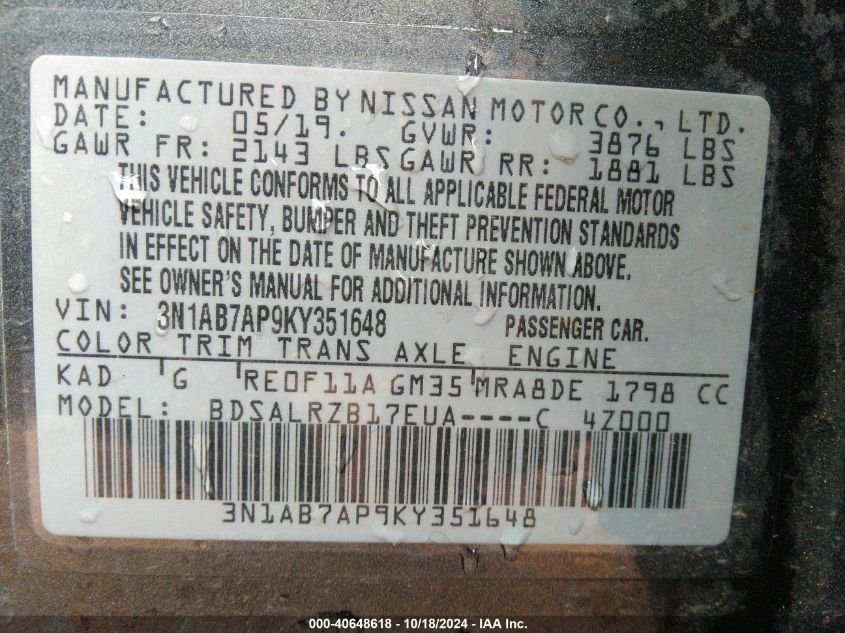 MANUFACTURED BY NISSAN MOTOR CO., LTD.
DATE: 05/19. GVWR: 3876 LBS
GAWR FR: 2143 LBS GAWR RR: 1881 LBS
THIS VEHICLE CONFORMS TO ALL APPLICABLE FEDERAL MOTOR
VEHICLE SAFETY, BUMPER AND THEFT PREVENTION STANDARDS
IN EFFECT ON THE DATE OF MANUFACTURE SHOWN ABOVE.
SEE OWNER'S MANUAL FOR ADDITIONAL INFORMATION.
VIN: 3N1AB7AP9KY351648 PASSENGER CAR.
COLOR TRIM TRANS AXLE ENGINE
KAD G RE0F11A GM35 MRA8DE 1798 CC
MODEL: BDSALRZB17EUA----C 4Z000
3N1AB7AP9KY351648
000-40648618 - 10/18/2024 - IAA Inc.